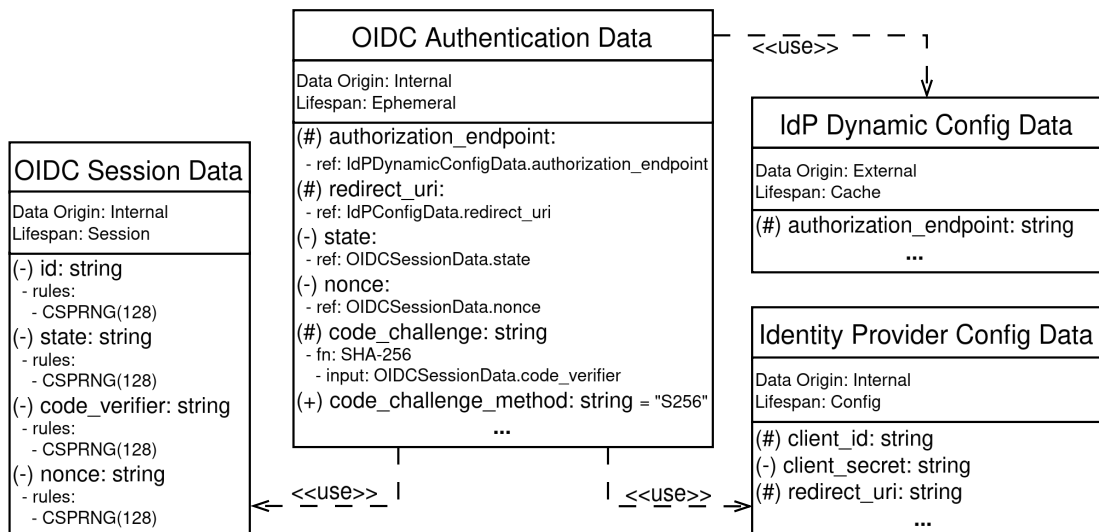 OIDC Authentication Data
Data Origin: Internal
Lifespan: Ephemeral
(#) authorization_endpoint:
- ref: IdPDynamicConfigData.authorization_endpoint
(#) redirect_uri:
- ref: IdPConfigData.redirect_uri
(-) state:
- ref: OIDCSessionData.state
(-) nonce:
- ref: OIDCSessionData.nonce
(#) code_challenge: string
- fn: SHA-256
- input: OIDCSessionData.code_verifier
(+) code_challenge_method: string = "S256"
...
<<use>>
IdP Dynamic Config Data
Data Origin: External
Lifespan: Cache
(#) authorization_endpoint: string
...
OIDC Session Data
Data Origin: Internal
Lifespan: Session
(-) id: string
- rules:
- CSPRNG(128)
(-) state: string
- rules:
- CSPRNG(128)
(-) code_verifier: string
- rules:
- CSPRNG(128)
(-) nonce: string
- rules:
- CSPRNG(128)
<<use>>
<<use>>
Identity Provider Config Data
Data Origin: Internal
Lifespan: Config
(#) client_id: string
(-) client_secret: string
(#) redirect_uri: string
...